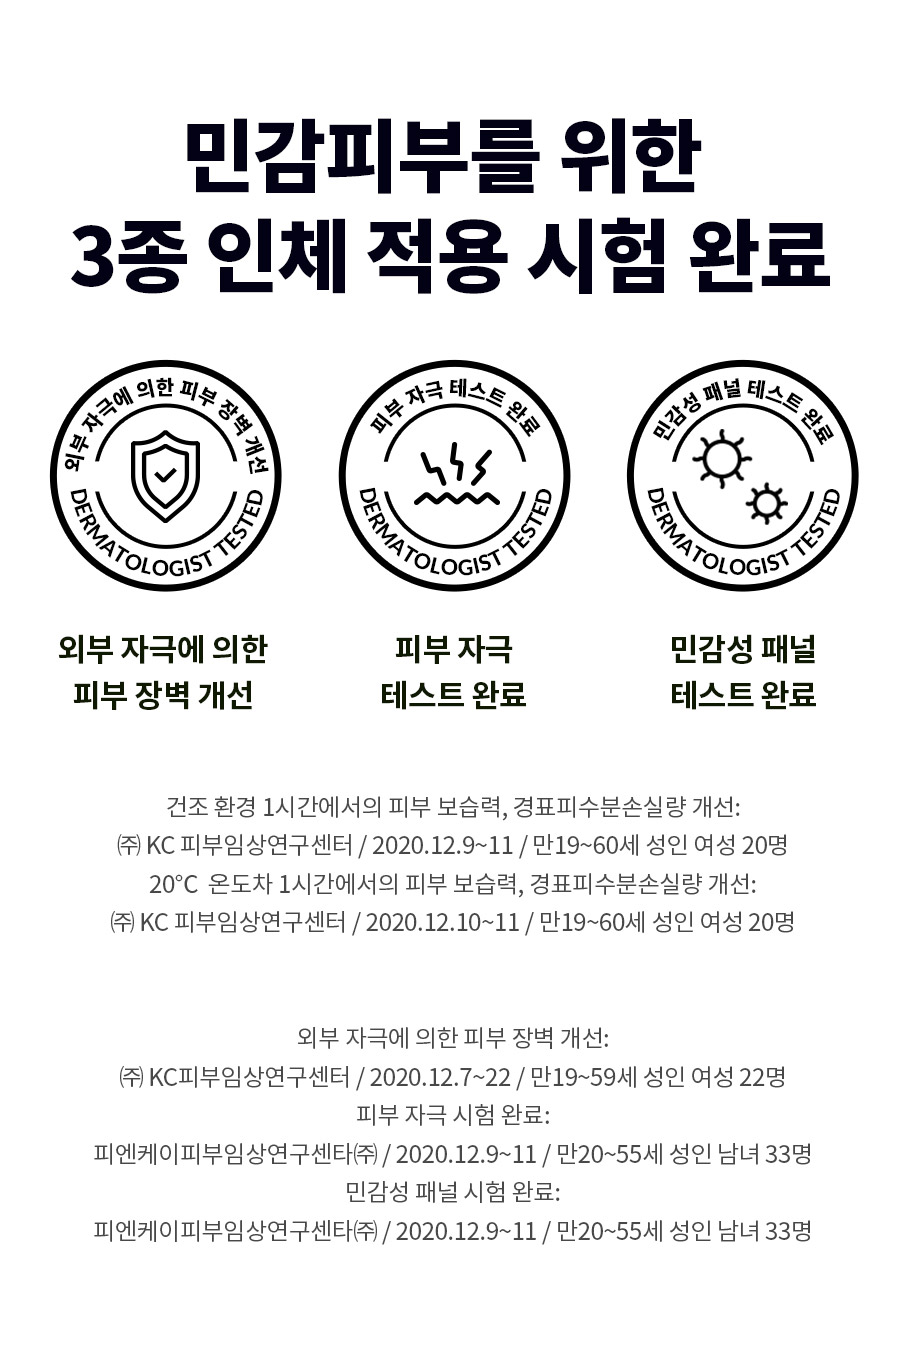 민감피부를 위한
3종 인체 적용 시험 완료
외부 자극에 의한 피부 장벽 개선
DERMATOLOGIST TESTED
피부 자극 테스트 완료
DERMATOLOGIST TESTED
민감성 패널 테스트 완료
DERMATOLOGIST TESTED
외부 자극에 의한
피부 장벽 개선
피부 자극
테스트 완료
민감성 패널
테스트 완료
건조 환경 1시간에서의 피부 보습력, 경표피수분손실량 개선:
㈜ KC 피부임상연구센터 / 2020.12.9~11 / 만19~60세 성인 여성 20명
20℃ 온도차 1시간에서의 피부 보습력, 경표피수분손실량 개선:
㈜ KC 피부임상연구센터 / 2020.12.10~11 / 만19~60세 성인 여성 20명
외부 자극에 의한 피부 장벽 개선:
㈜ KC피부임상연구센터 / 2020.12.7~22 / 만19~59세 성인 여성 22명
피부 자극 시험 완료:
피엔케이피부임상연구센타㈜ / 2020.12.9~11 / 만20~55세 성인 남녀 33명
민감성 패널 시험 완료:
피엔케이피부임상연구센타㈜ / 2020.12.9~11 / 만20~55세 성인 남녀 33명